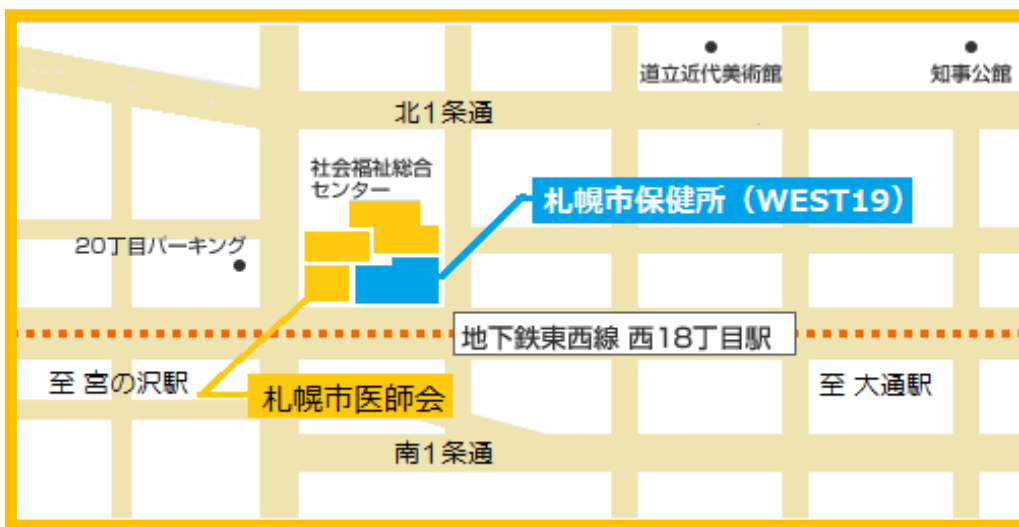 道立近代美術館
知事公館
北1条通
社会福祉総合
センター
札幌市保健所（WEST19）
20丁目パーキング
地下鉄東西線 西18丁目駅
至 宮の沢駅
至 大通駅
札幌市医師会
南1条通